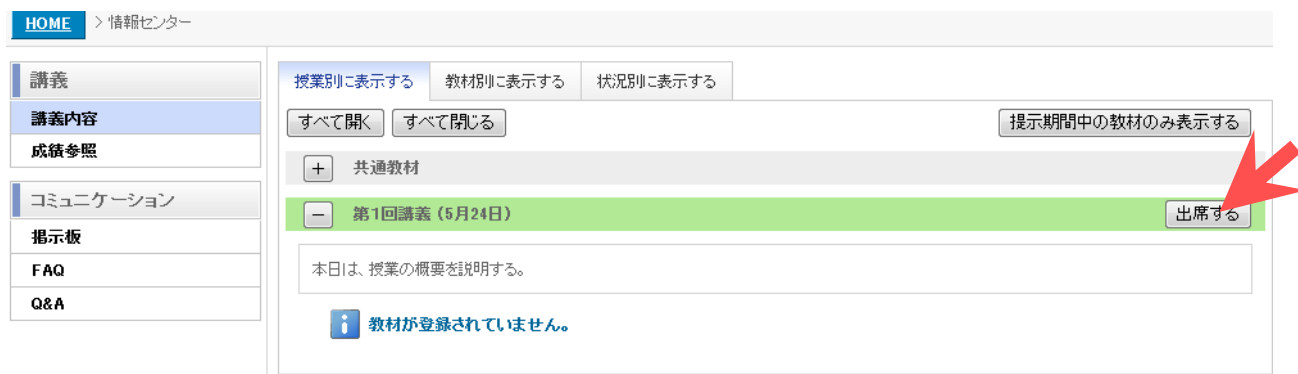 HOME > 情報センター
講義
講義内容
成績参照
コミュニケーション
掲示板
FAQ
Q&A
授業別に表示する 教材別に表示する 状況別に表示する
すべて開く すべて閉じる 提示期間中の教材のみ表示する
+ 共通教材
- 第1回講義 (5月24日) 出席する
本日は、授業の概要を説明する。
i 教材が登録されていません。